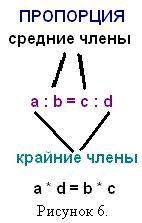 ПРОПОРЦИЯ
средние члены
a : b = c : d
крайние члены
a * d = b * c
Рисунок 6.